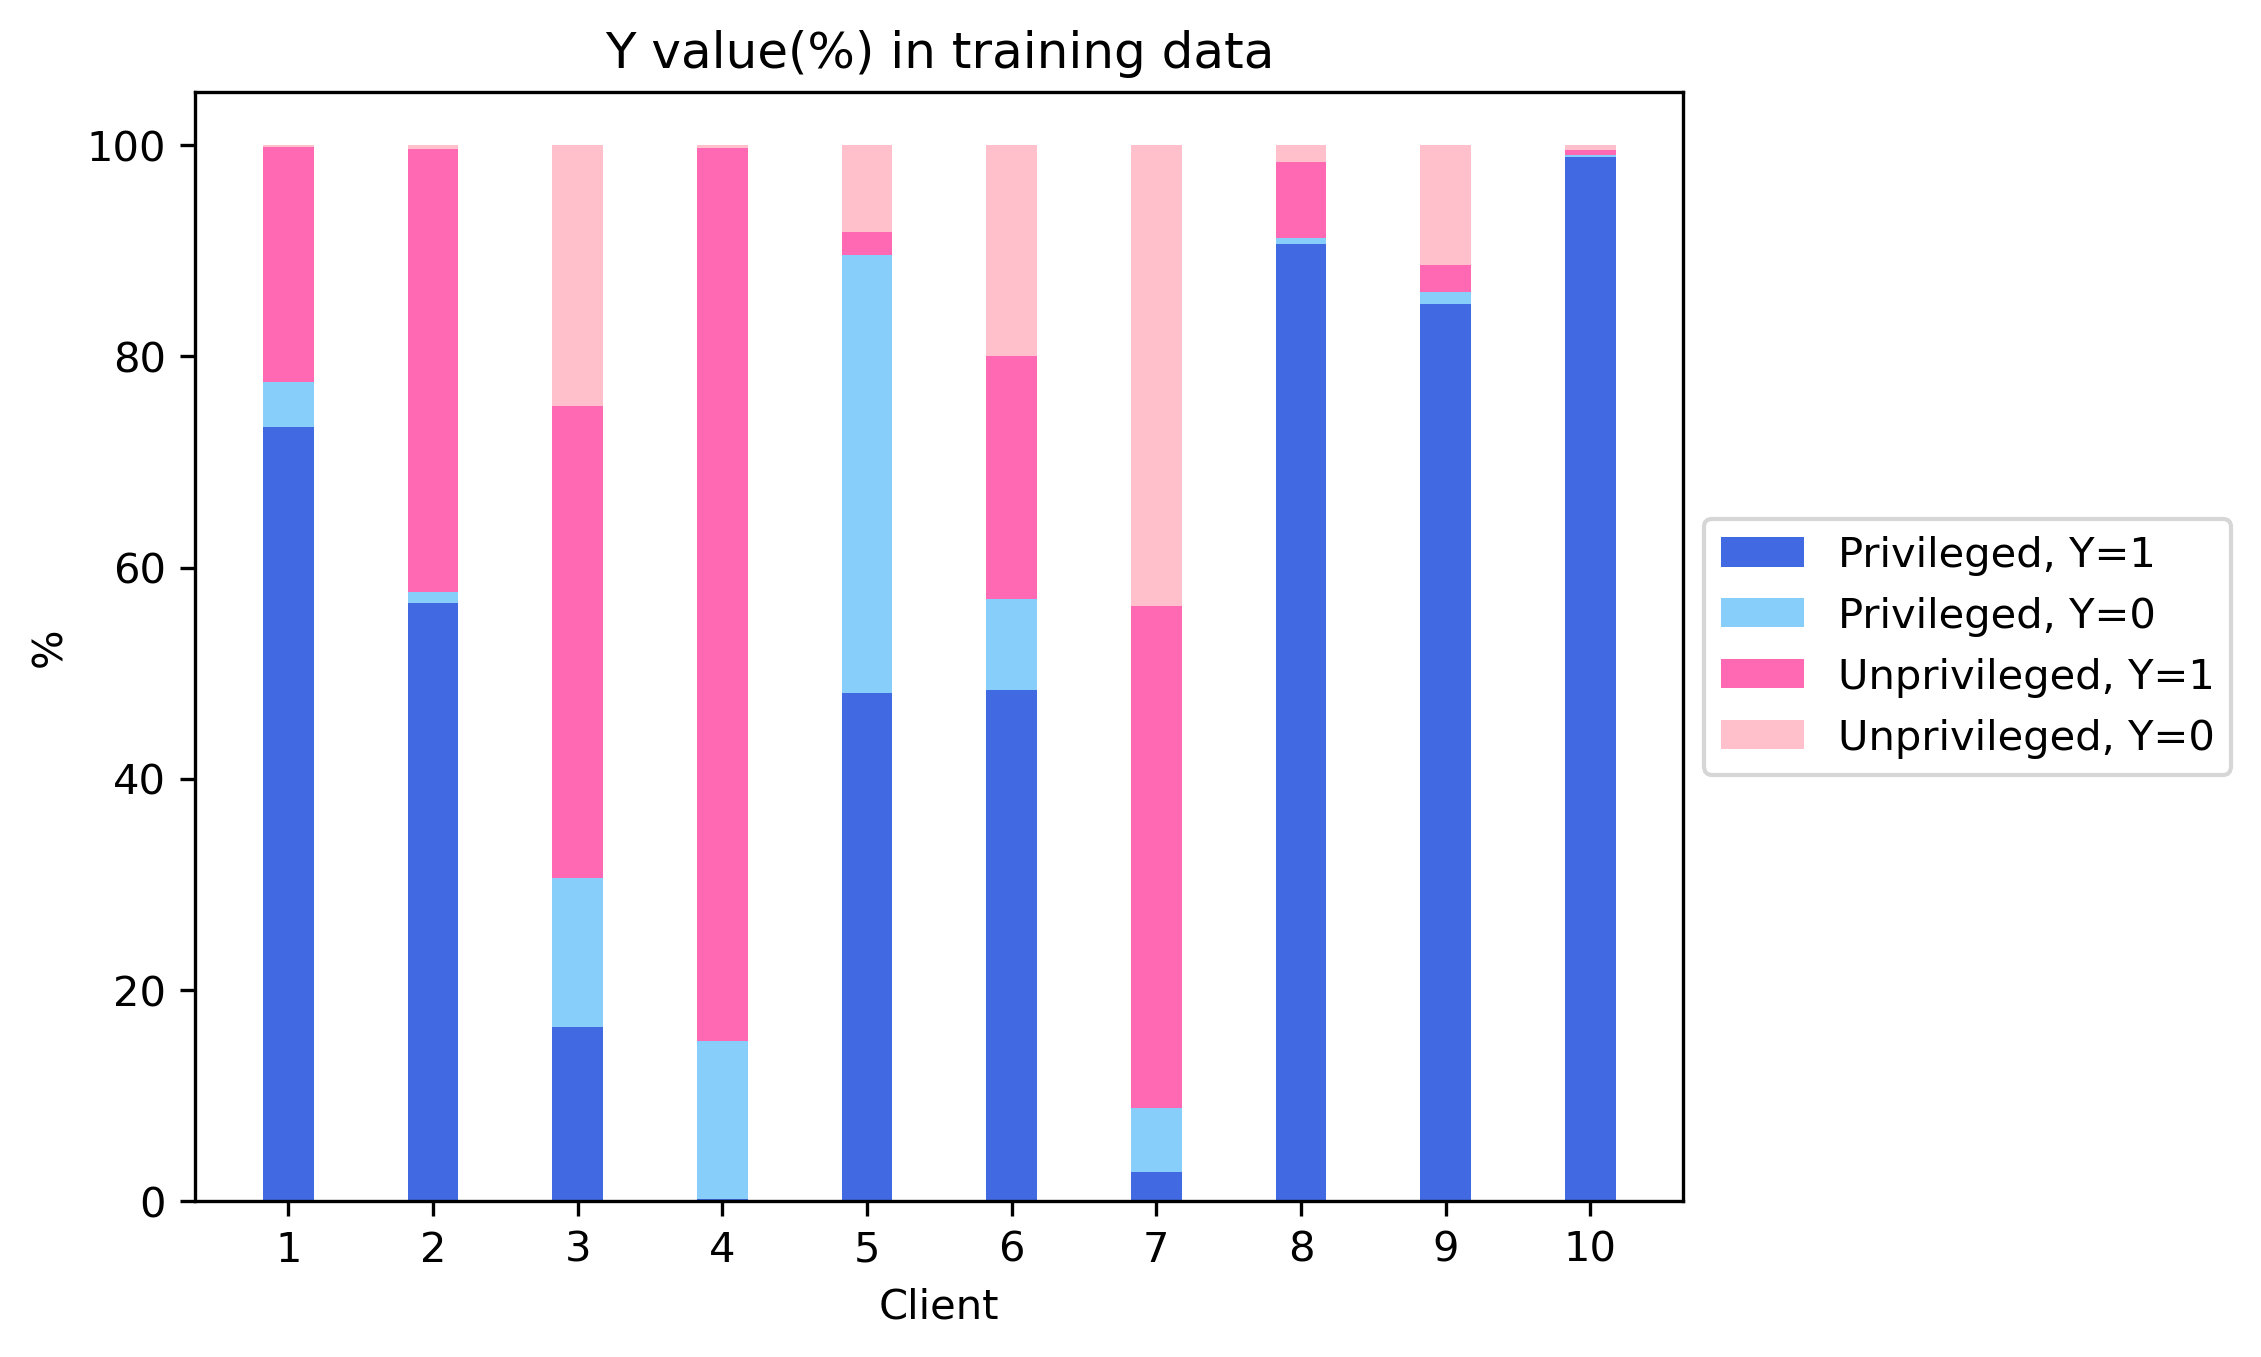 Y value(%) in training data
100
80
60
40
20
0
%
1 2 3 4 5 6 7 8 9 10
Client
Privileged, Y=1
Privileged, Y=0
Unprivileged, Y=1
Unprivileged, Y=0